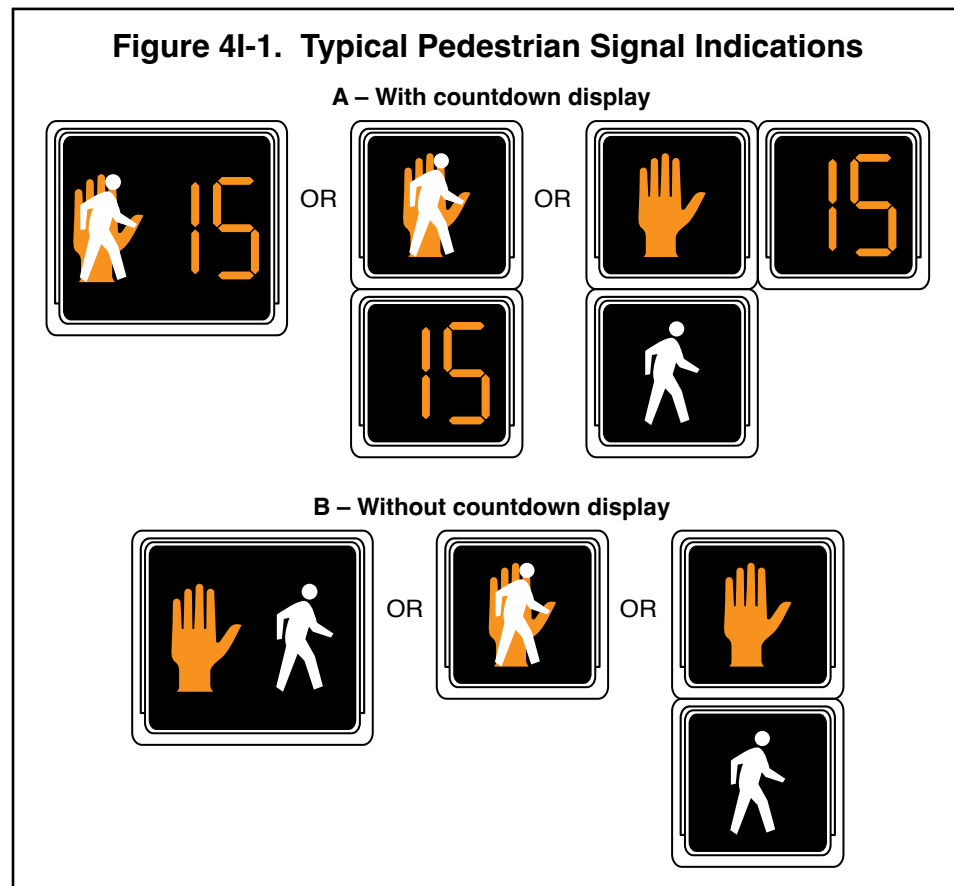 Figure 4I-1. Typical Pedestrian Signal Indications
A – With countdown display
15 OR OR 15
15
B – Without countdown display
OR OR